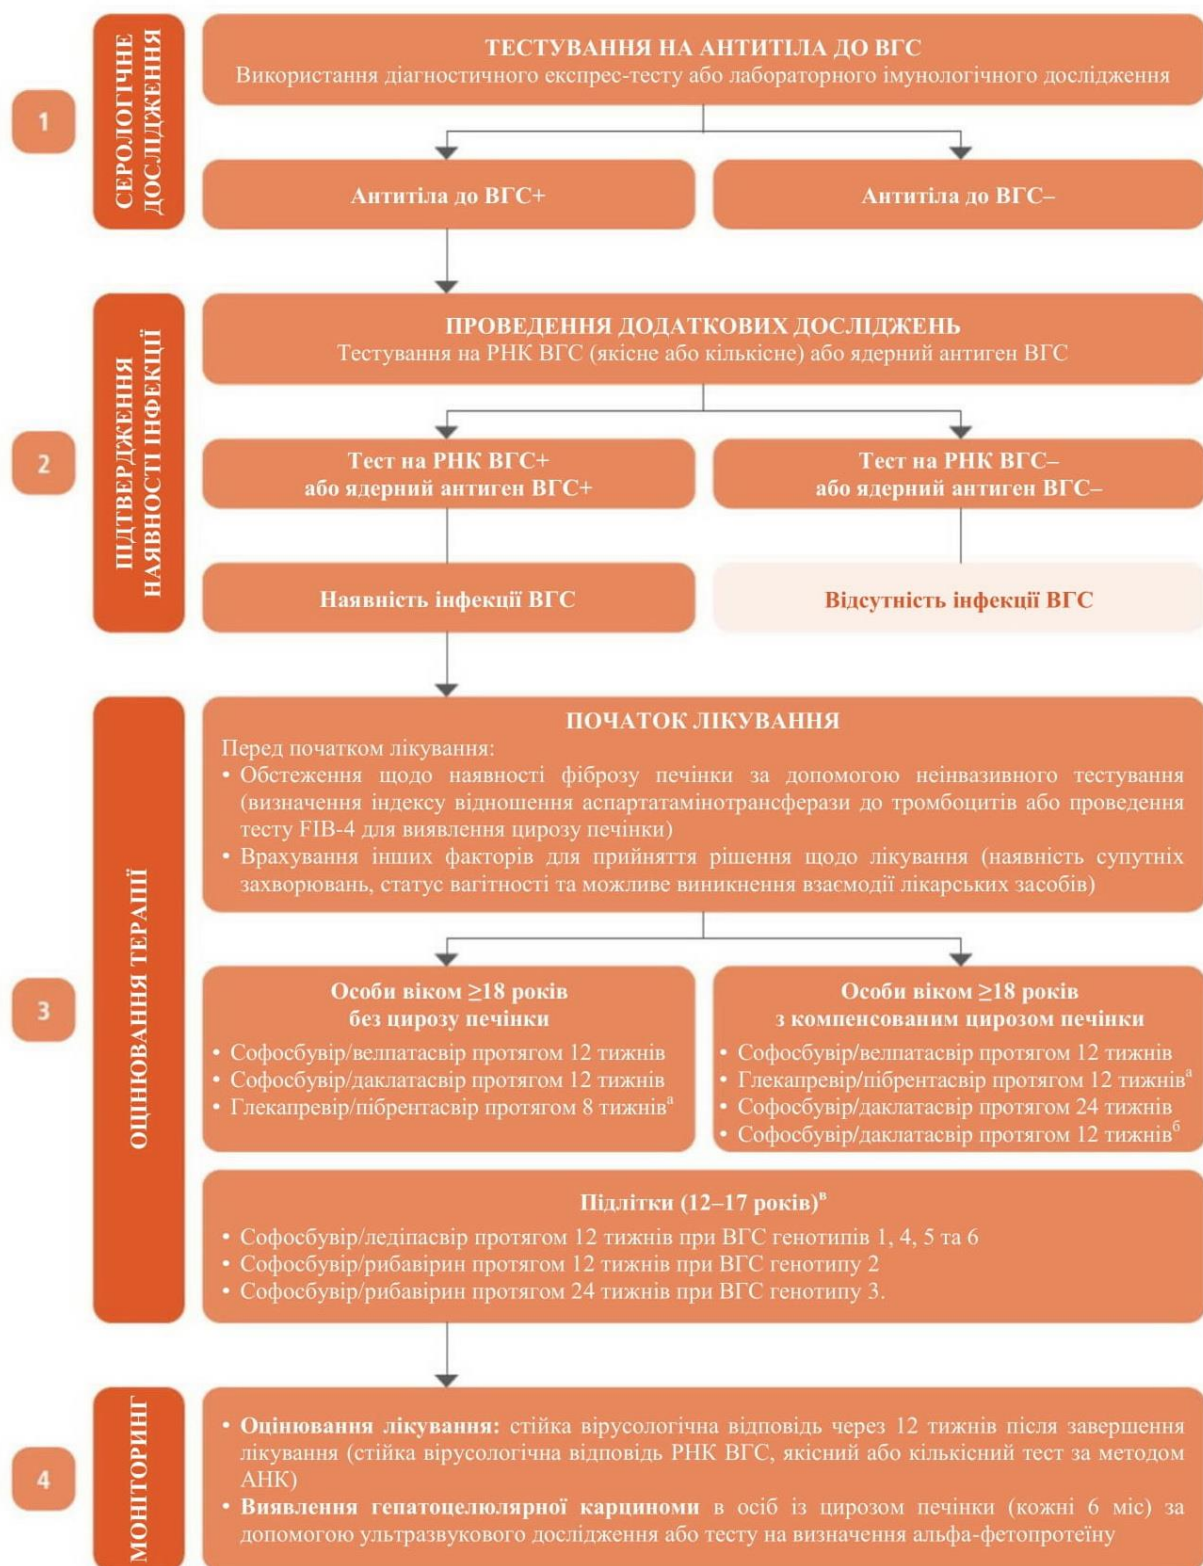 1
СЕРОЛОГІЧНЕ
ДОСЛІДЖЕННЯ
ТЕСТУВАННЯ НА АНТИТІЛА ДО ВГС
Використання діагностичного експрес-тесту або лабораторного імунологічного дослідження
Антитіла до ВГС+
Антитіла до ВГС–
2
ПІДТВЕРДЖЕННЯ
НАЯВНОСТІ ІНФЕКЦІЇ
ПРОВЕДЕННЯ ДОДАТКОВИХ ДОСЛІДЖЕНЬ
Тестування на РНК ВГС (якісне або кількісне) або ядерний антиген ВГС
Тест на РНК ВГС+
або ядерний антиген ВГС+
Тест на РНК ВГС–
або ядерний антиген ВГС–
Наявність інфекції ВГС
Відсутність інфекції ВГС
3
ОЦІНЮВАННЯ ТЕРАПІЇ
ПОЧАТОК ЛІКУВАННЯ
Перед початком лікування:
• Обстеження щодо наявності фіброзу печінки за допомогою неінвазивного тестування
(визначення індексу відношення аспартатамінотрансферази до тромбоцитів або проведення
тесту FIB-4 для виявлення цирозу печінки)
• Врахування інших факторів для прийняття рішення щодо лікування (наявність супутніх
захворювань, статус вагітності та можливе виникнення взаємодії лікарських засобів)
Особи віком ≥18 років
без цирозу печінки
• Софосбувір/велпатасвір протягом 12 тижнів
• Софосбувір/даклатасвір протягом 12 тижнів
• Глекапревір/пібрентасвір протягом 8 тижнівᵃ
Особи віком ≥18 років
з компенсованим цирозом печінки
• Софосбувір/велпатасвір протягом 12 тижнів
• Глекапревір/пібрентасвір протягом 12 тижнівᵃ
• Софосбувір/даклатасвір протягом 24 тижнів
• Софосбувір/даклатасвір протягом 12 тижнівᵇ
Підлітки (12–17 років)ᵸ
• Софосбувір/ледіпасвір протягом 12 тижнів при ВГС генотипів 1, 4, 5 та 6
• Софосбувір/рибавірин протягом 12 тижнів при ВГС генотипу 2
• Софосбувір/рибавірин протягом 24 тижнів при ВГС генотипу 3.
4
МОНІТОРИНГ
• Оцінювання лікування: стійка вірусологічна відповідь через 12 тижнів після завершення
лікування (стійка вірусологічна відповідь РНК ВГС, якісний або кількісний тест за методом
АНК)
• Виявлення гепатоцелюлярної карциноми в осіб із цирозом печінки (кожні 6 міс) за
допомогою ультразвукового дослідження або тесту на визначення альфа-фетопротеїну